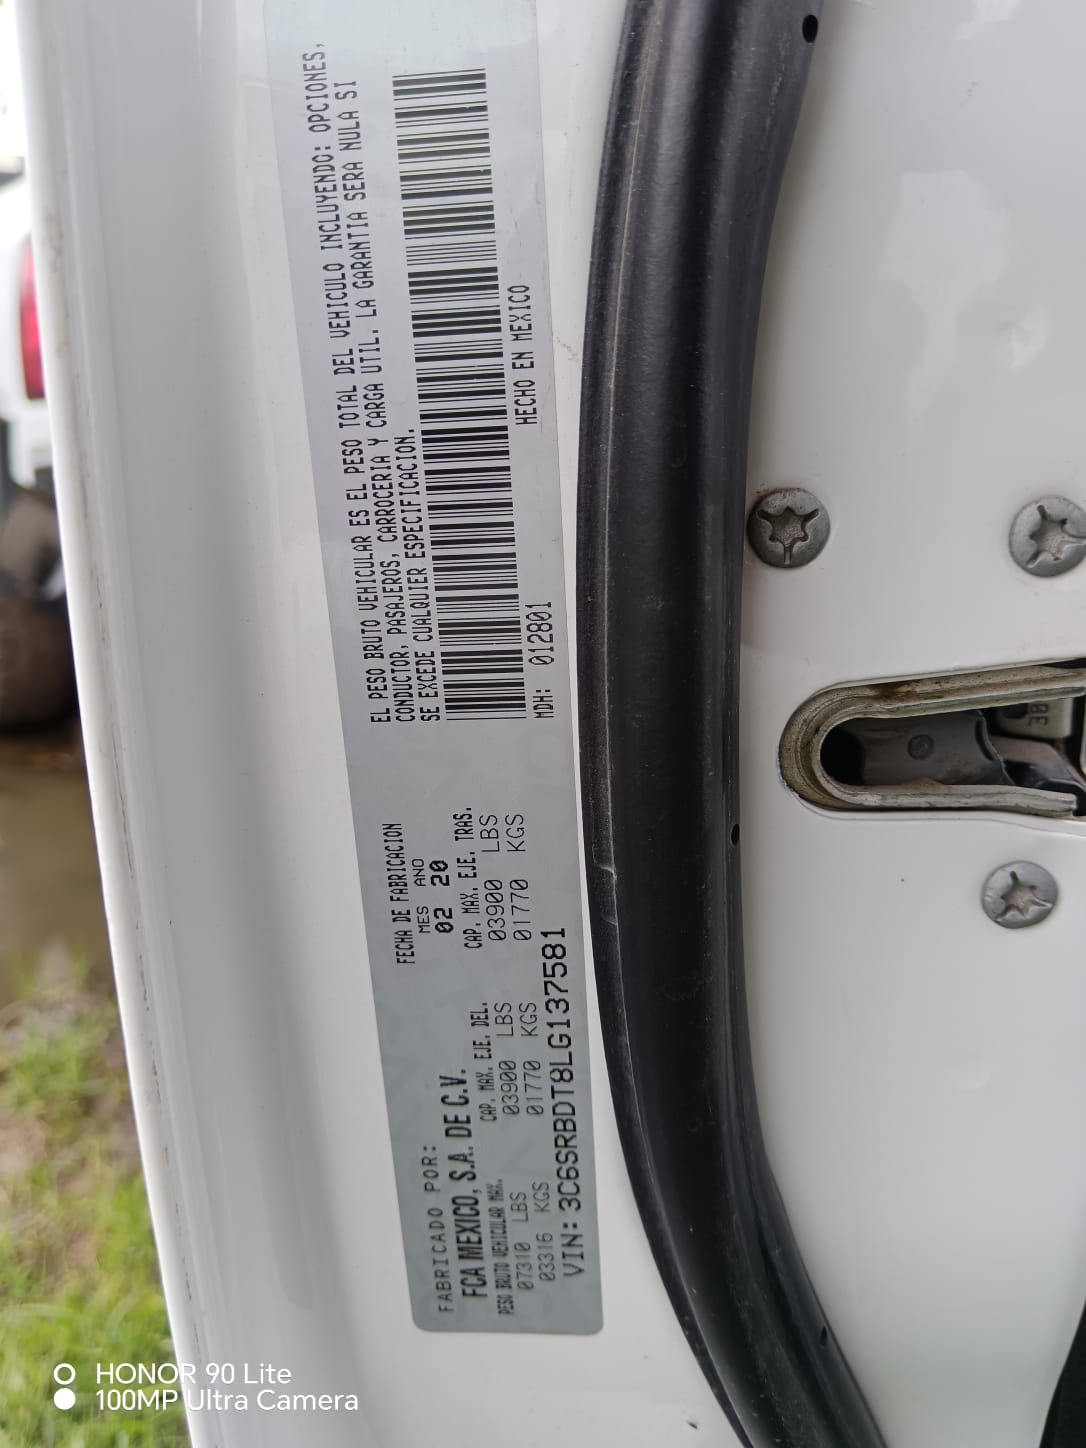 FABRICADO POR:
FCA MEXICO, S.A. DE C.V.
FECHA DE FABRICACION
MES ANO
02 20
PESO BRUTO VEHICULAR MAX.
07310 LBS
03316 KGS
CAP. MAX. EJE. DEL.
03900 LBS
01770 KGS
CAP. MAX. EJE. TRAS.
03900 LBS
01770 KGS
VIN: 3C6SRBDT8LG137581
EL PESO BRUTO VEHICULAR ES EL PESO TOTAL DEL VEHICULO INCLUYENDO: OPCIONES,
CONDUCTOR, PASAJEROS, CARROCERIA Y CARGA UTIL. LA GARANTIA SERA NULA SI
SE EXCEDE CUALQUIER ESPECIFICACION.
MDH: 012801
HECHO EN MEXICO
HONOR 90 Lite
100MP Ultra Camera